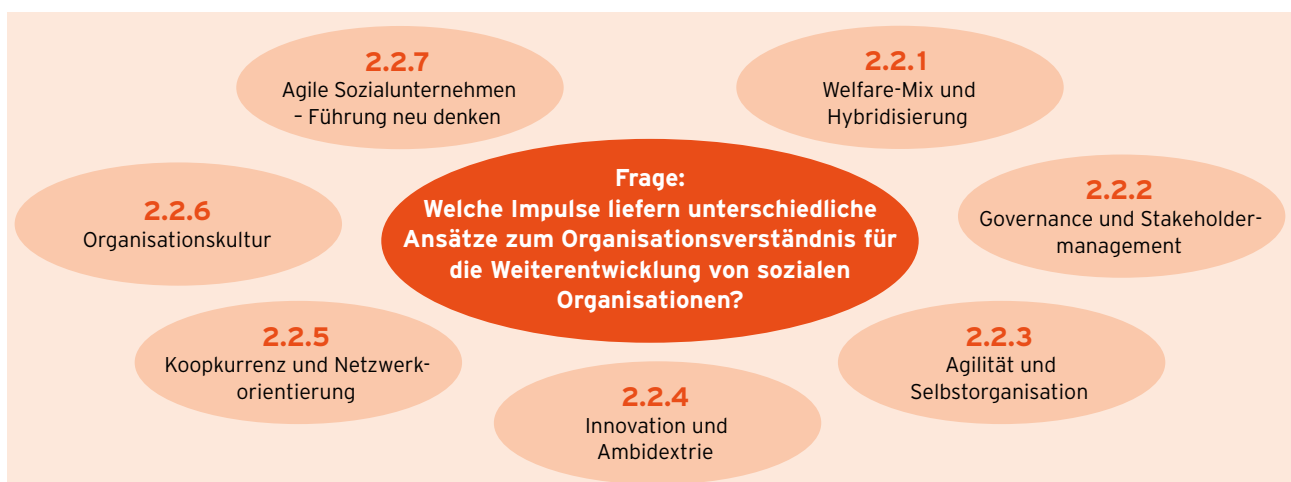 2.2.7
Agile Sozialunternehmen
– Führung neu denken
2.2.1
Welfare-Mix und
Hybridisierung
Frage:
Welche Impulse liefern unterschiedliche
Ansätze zum Organisationsverständnis für
die Weiterentwicklung von sozialen
Organisationen?
2.2.2
Governance und Stakeholder-
management
2.2.6
Organisationskultur
2.2.3
Agilität und
Selbstorganisation
2.2.5
Koopkurrenz und Netzwerk-
orientierung
2.2.4
Innovation und
Ambidextrie